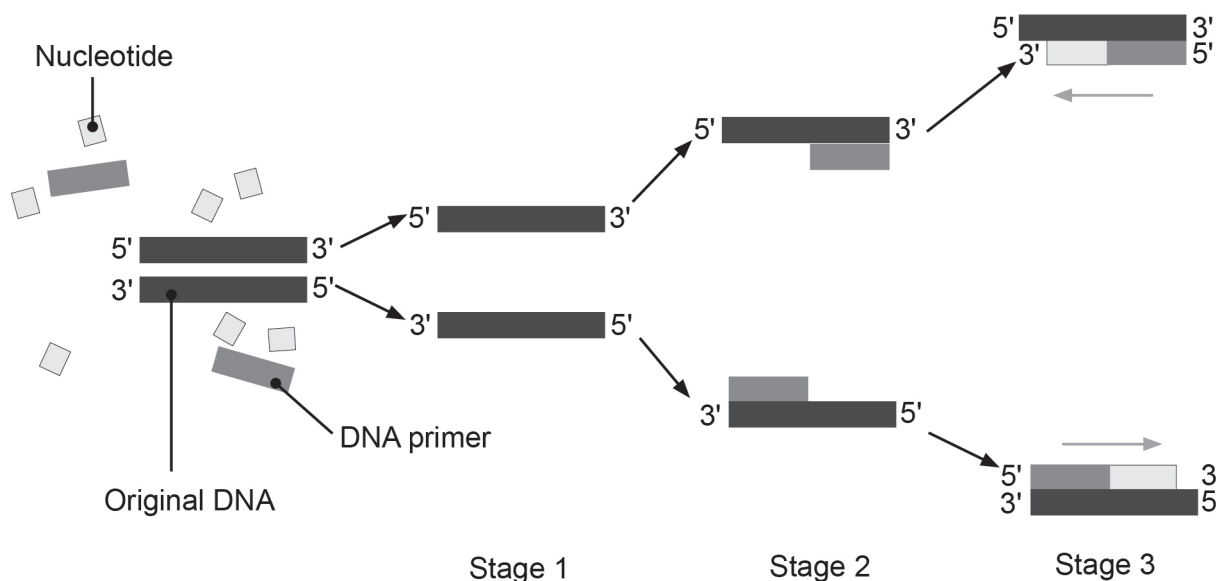 Nucleotide
5' 3'
3' 5'
5' 3'
5' 3'
5' 3'
3' 5'
3' 5'
3' 5'
DNA primer
5' 3
3' 5
Original DNA
Stage 1 Stage 2 Stage 3